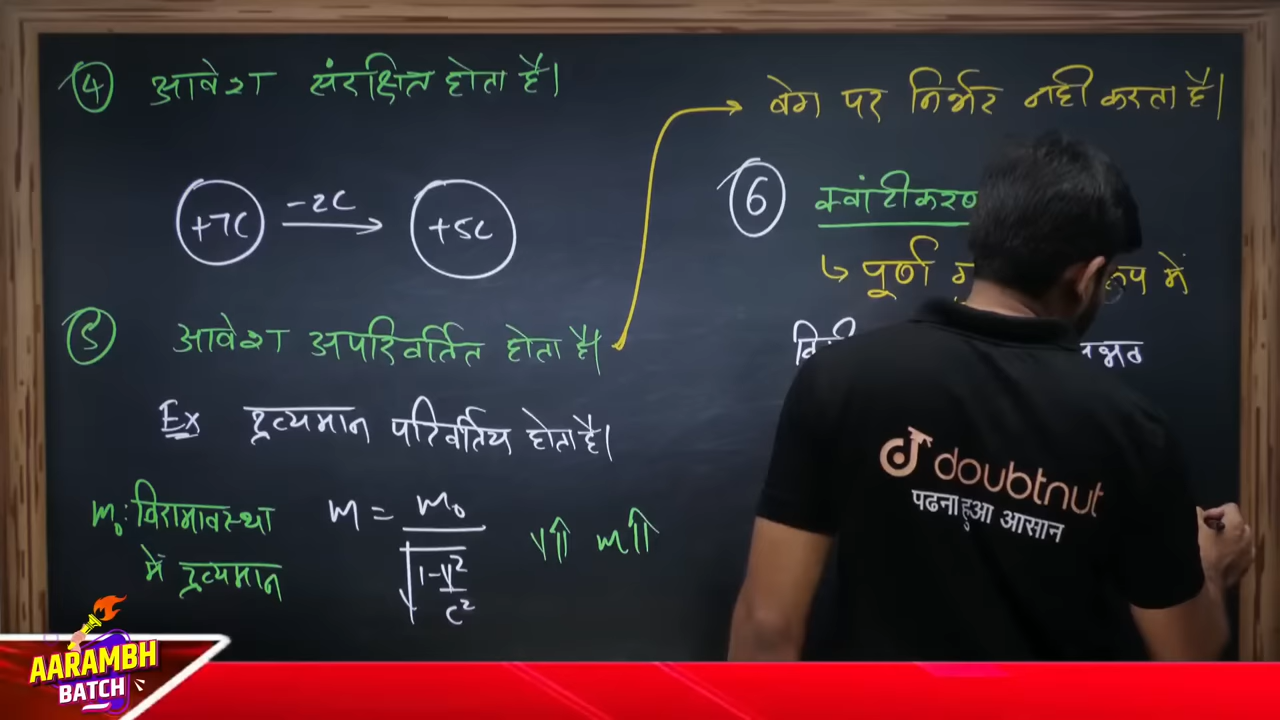 ④ आवेश संरक्षित होता है।
+7C -2C → +5C
⑤ आवेश अपरिवर्तित होता है।
Ex द्रव्यमान परिवर्तिय होता है।
m₀: विरामावस्था
में द्रव्यमान
m = m₀ / √(1-v²/c²)
v⇑ m⇑
वेग पर निर्भर नही करता है।
⑥ क्वांटीकरण
↳ पूर्ण रूप में
doubtnut
पढना हुआ आसान
AARAMBH
BATCH